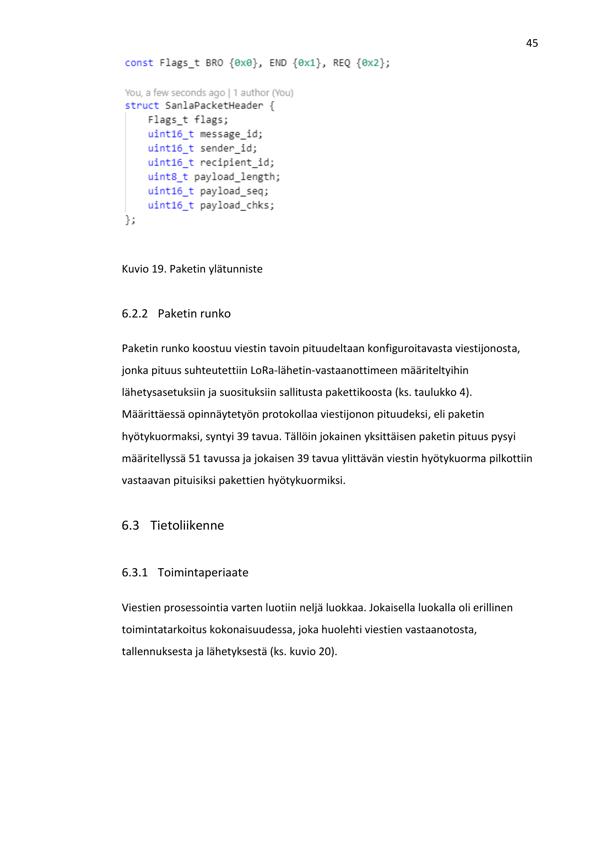 45
const Flags_t BRO {0x0}, END {0x1}, REQ {0x2};
You, a few seconds ago | 1 author (You)
struct SanlaPacketHeader {
    Flags_t flags;
    uint16_t message_id;
    uint16_t sender_id;
    uint16_t recipient_id;
    uint8_t payload_length;
    uint16_t payload_seq;
    uint16_t payload_chks;
};
Kuvio 19. Paketin ylätunniste
6.2.2 Paketin runko
Paketin runko koostuu viestin tavoin pituudeltaan konfiguroitavasta viestijonosta,
jonka pituus suhteutettiin LoRa-lähetin-vastaanottimeen määriteltyihin
lähetysasetuksiin ja suosituksiin sallitusta pakettikoosta (ks. taulukko 4).
Määrittäessä opinnäytetyön protokollaa viestijonon pituudeksi, eli paketin
hyötykuormaksi, syntyi 39 tavua. Tällöin jokainen yksittäisen paketin pituus pysyi
määritellyssä 51 tavussa ja jokaisen 39 tavua ylittävän viestin hyötykuorma pilkottiin
vastaavan pituisiksi pakettien hyötykuormiksi.
6.3 Tietoliikenne
6.3.1 Toimintaperiaate
Viestien prosessointia varten luotiin neljä luokkaa. Jokaisella luokalla oli erillinen
toimintatarkoitus kokonaisuudessa, joka huolehti viestien vastaanotosta,
tallennuksesta ja lähetyksestä (ks. kuvio 20).